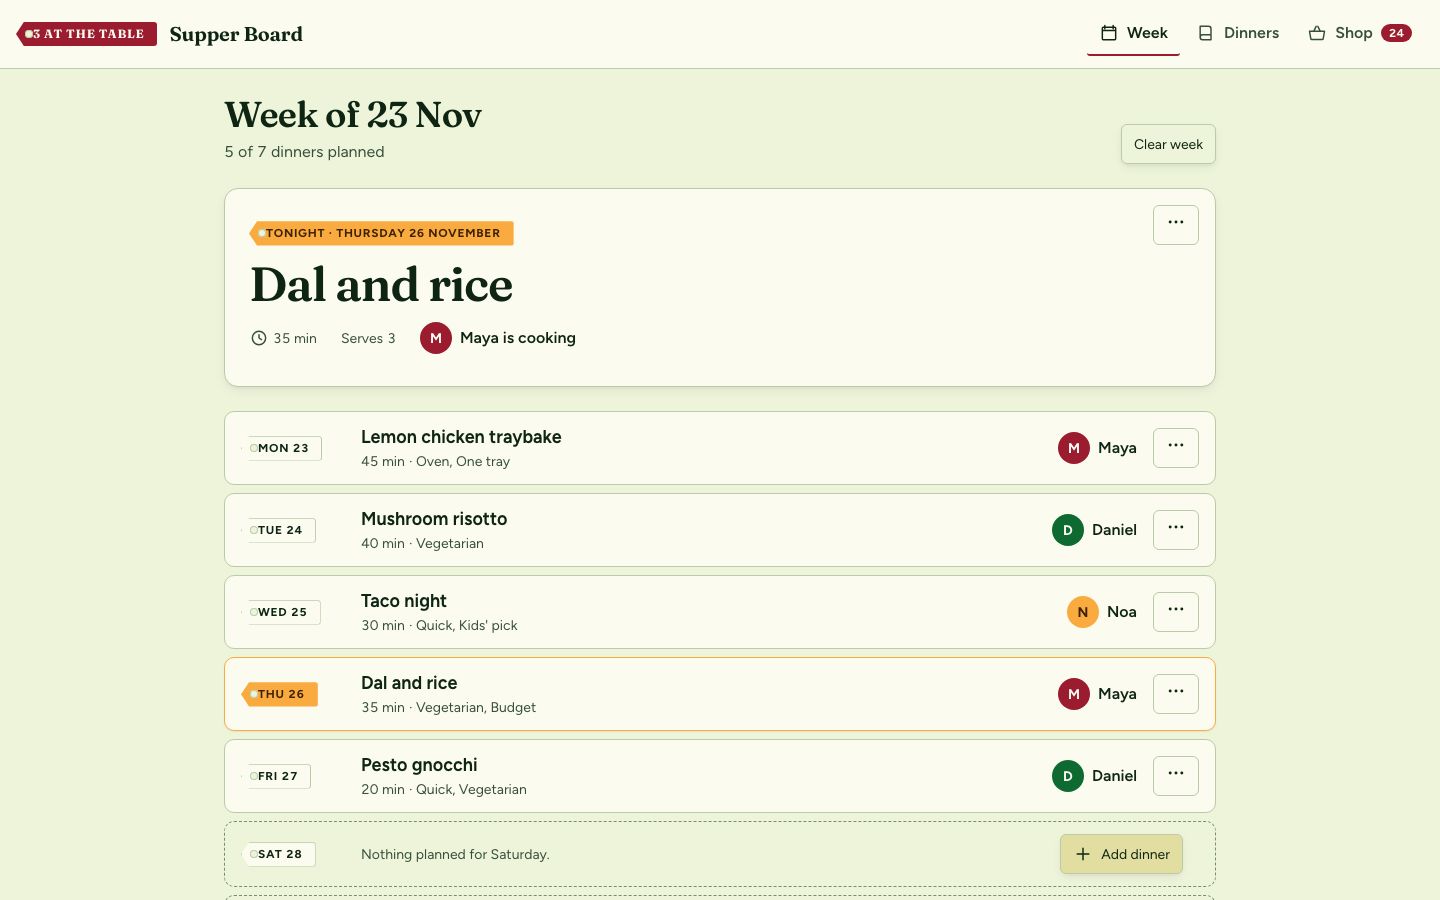 3 AT THE TABLE
Supper Board
Week
Dinners
Shop 24
Week of 23 Nov
5 of 7 dinners planned
Clear week
TONIGHT · THURSDAY 26 NOVEMBER
Dal and rice
35 min
Serves 3
M
Maya is cooking
MON 23
Lemon chicken traybake
45 min · Oven, One tray
M
Maya
TUE 24
Mushroom risotto
40 min · Vegetarian
D
Daniel
WED 25
Taco night
30 min · Quick, Kids' pick
N
Noa
THU 26
Dal and rice
35 min · Vegetarian, Budget
M
Maya
FRI 27
Pesto gnocchi
20 min · Quick, Vegetarian
D
Daniel
SAT 28
Nothing planned for Saturday.
Add dinner